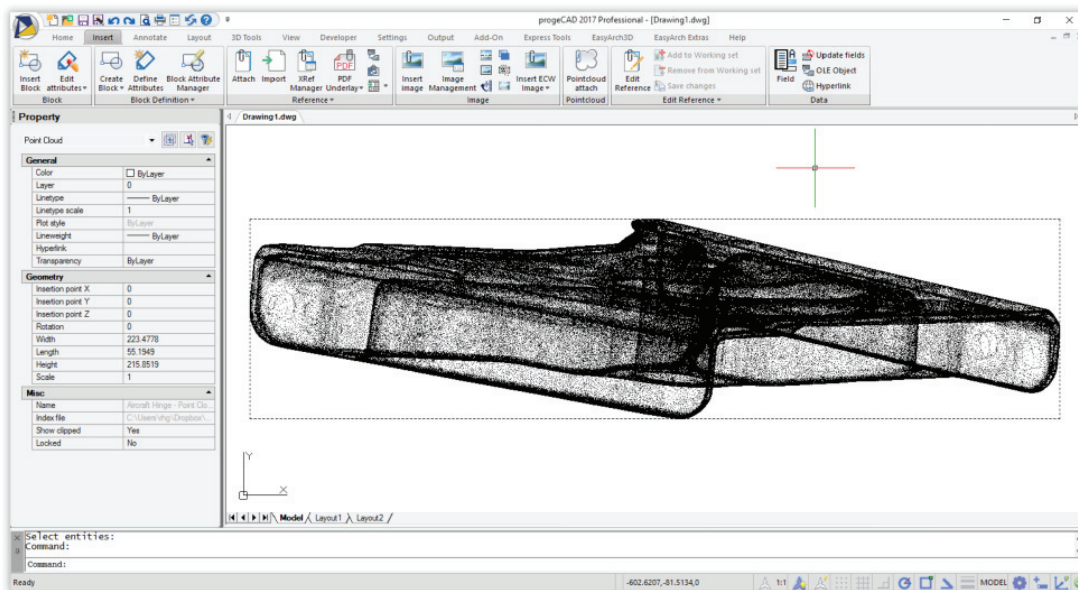 progeCAD 2017 Professional - [Drawing1.dwg]
Home Insert Annotate Layout 3D Tools View Developer Settings Output Add-On Express Tools EasyArch3D EasyArch Extras Help
Insert Block
Edit attributes
Create Block
Define Attributes
Block Attribute Manager
Attach
Import
XRef Manager
PDF Underlay
Insert image
Image Management
Insert ECW Image
Pointcloud attach
Edit Reference
Add to Working set
Remove from Working set
Save changes
Field
Update fields
OLE Object
Hyperlink
Block Block Definition Reference Image Pointcloud Edit Reference Data
Property
Drawing1.dwg
Point Cloud
General
Color ByLayer
Layer 0
Linetype ByLayer
Linetype scale 1
Plot style ByLayer
Lineweight ByLayer
Hyperlink
Transparency ByLayer
Geometry
Insertion point X 0
Insertion point Y 0
Insertion point Z 0
Rotation 0
Width 223.4778
Length 55.1949
Height 215.8519
Scale 1
Misc
Name Aircraft Hinge - Point Clo...
Index file C:\Users\rhg\Dropbox\...
Show clipped Yes
Locked No
Y
X
Model Layout1 Layout2
Select entities:
Command:
Command:
Ready -602.6207,-81.5134,0 1:1 MODEL